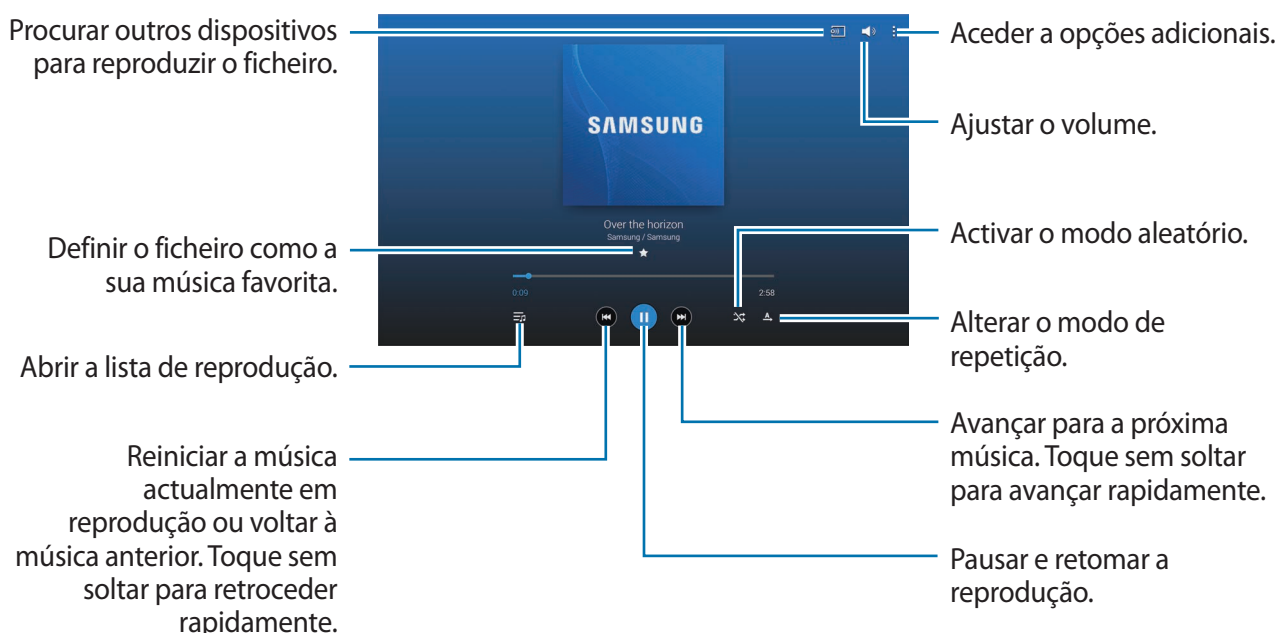 Procurar outros dispositivos
para reproduzir o ficheiro.
Aceder a opções adicionais.
SAMSUNG
Ajustar o volume.
Over the horizon
Samsung / Samsung
Definir o ficheiro como a
sua música favorita.
Activar o modo aleatório.
0:09
2:58
Alterar o modo de
repetição.
Abrir a lista de reprodução.
Avançar para a próxima
música. Toque sem soltar
para avançar rapidamente.
Reiniciar a música
actualmente em
reprodução ou voltar à
música anterior. Toque sem
soltar para retroceder
rapidamente.
Pausar e retomar a
reprodução.